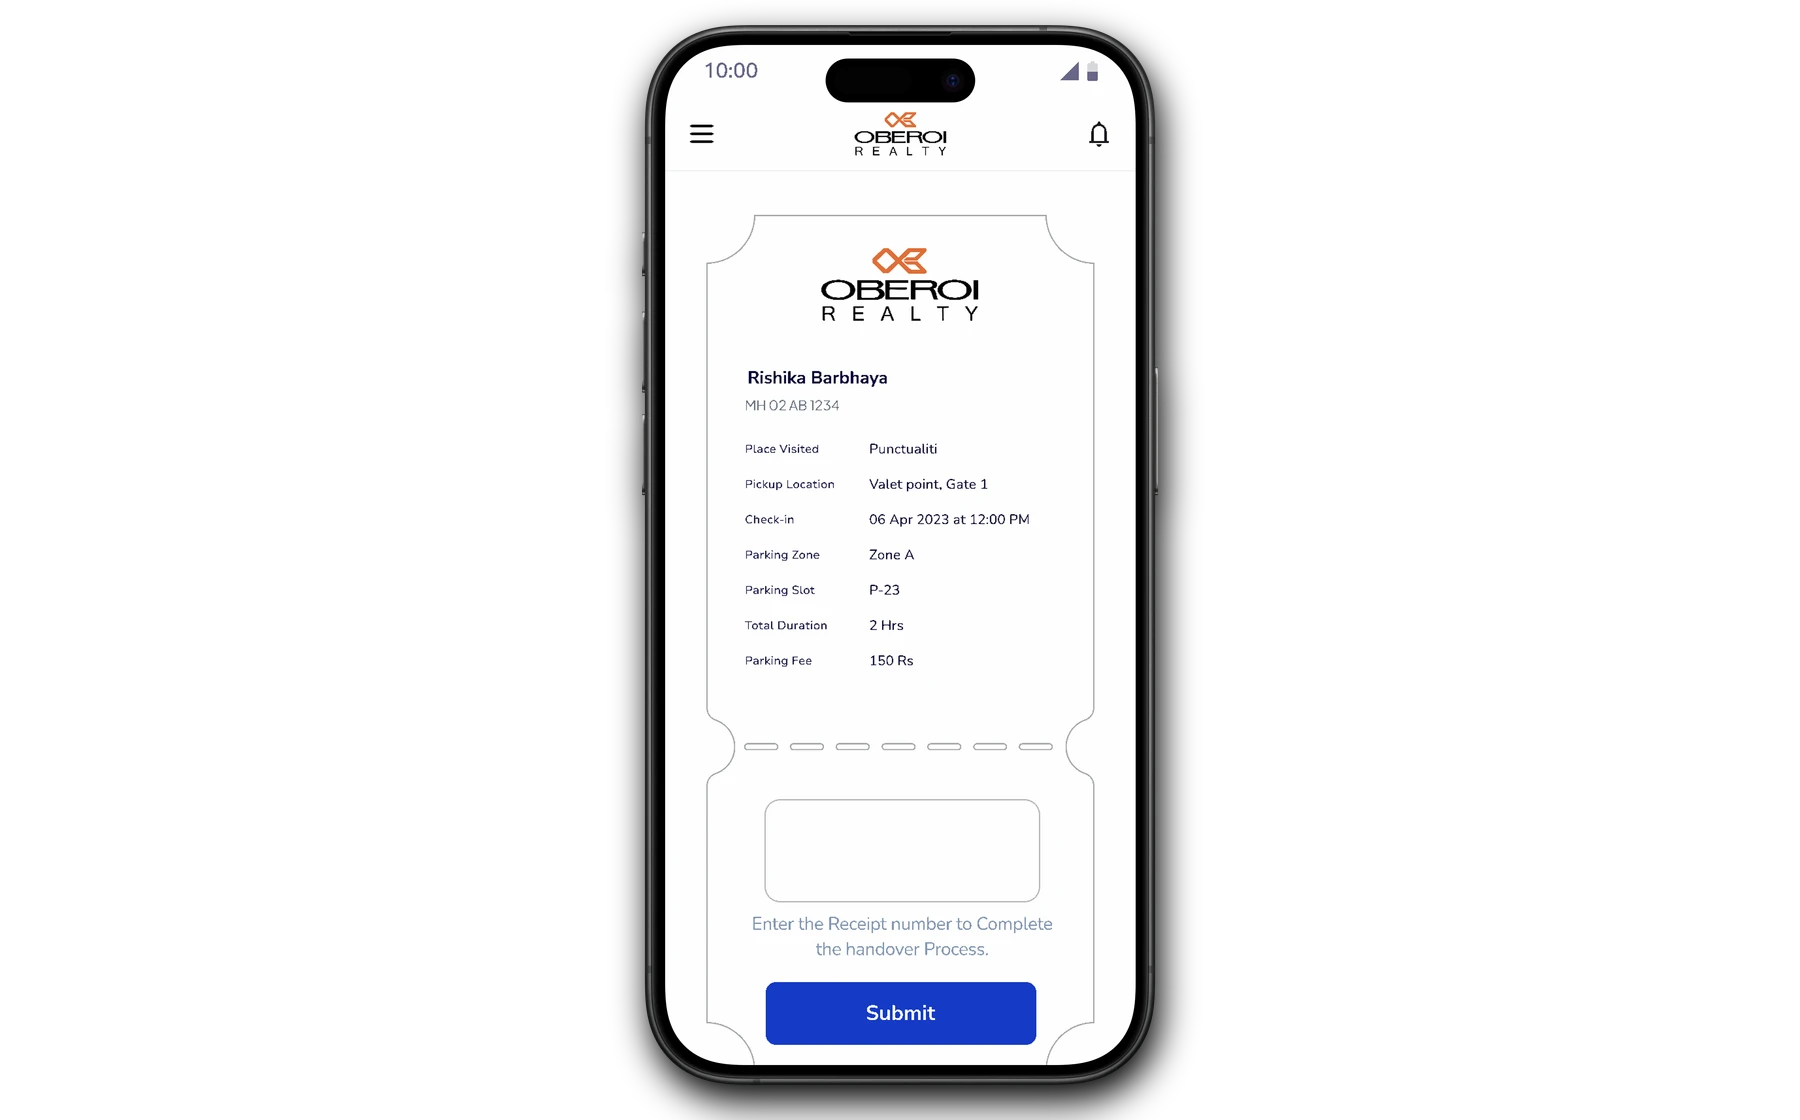 10:00
OBEROI
REALTY
OBEROI
REALTY
Rishika Barbhaya
MH 02 AB 1234
Place Visited Punctualiti
Pickup Location Valet point, Gate 1
Check-in 06 Apr 2023 at 12:00 PM
Parking Zone Zone A
Parking Slot P-23
Total Duration 2 Hrs
Parking Fee 150 Rs
Enter the Receipt number to Complete
the handover Process.
Submit